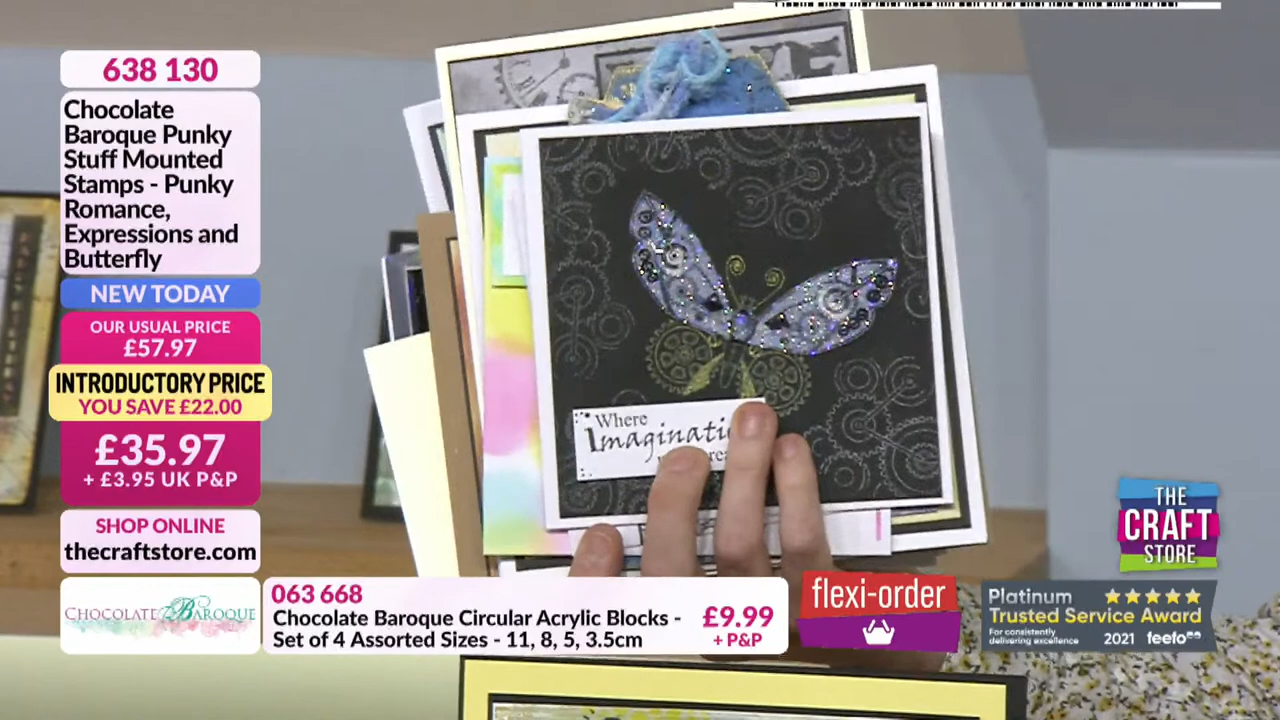 638 130
Chocolate
Baroque Punky
Stuff Mounted
Stamps - Punky
Romance,
Expressions and
Butterfly
NEW TODAY
OUR USUAL PRICE
£57.97
INTRODUCTORY PRICE
YOU SAVE £22.00
£35.97
+ £3.95 UK P&P
SHOP ONLINE
thecraftstore.com
CHOCOLATE BAROQUE
063 668
Chocolate Baroque Circular Acrylic Blocks -
Set of 4 Assorted Sizes - 11, 8, 5, 3.5cm
£9.99
+ P&P
flexi-order
Platinum
Trusted Service Award
For consistently
delivering excellence
2021 feefo
THE
CRAFT
STORE
Where